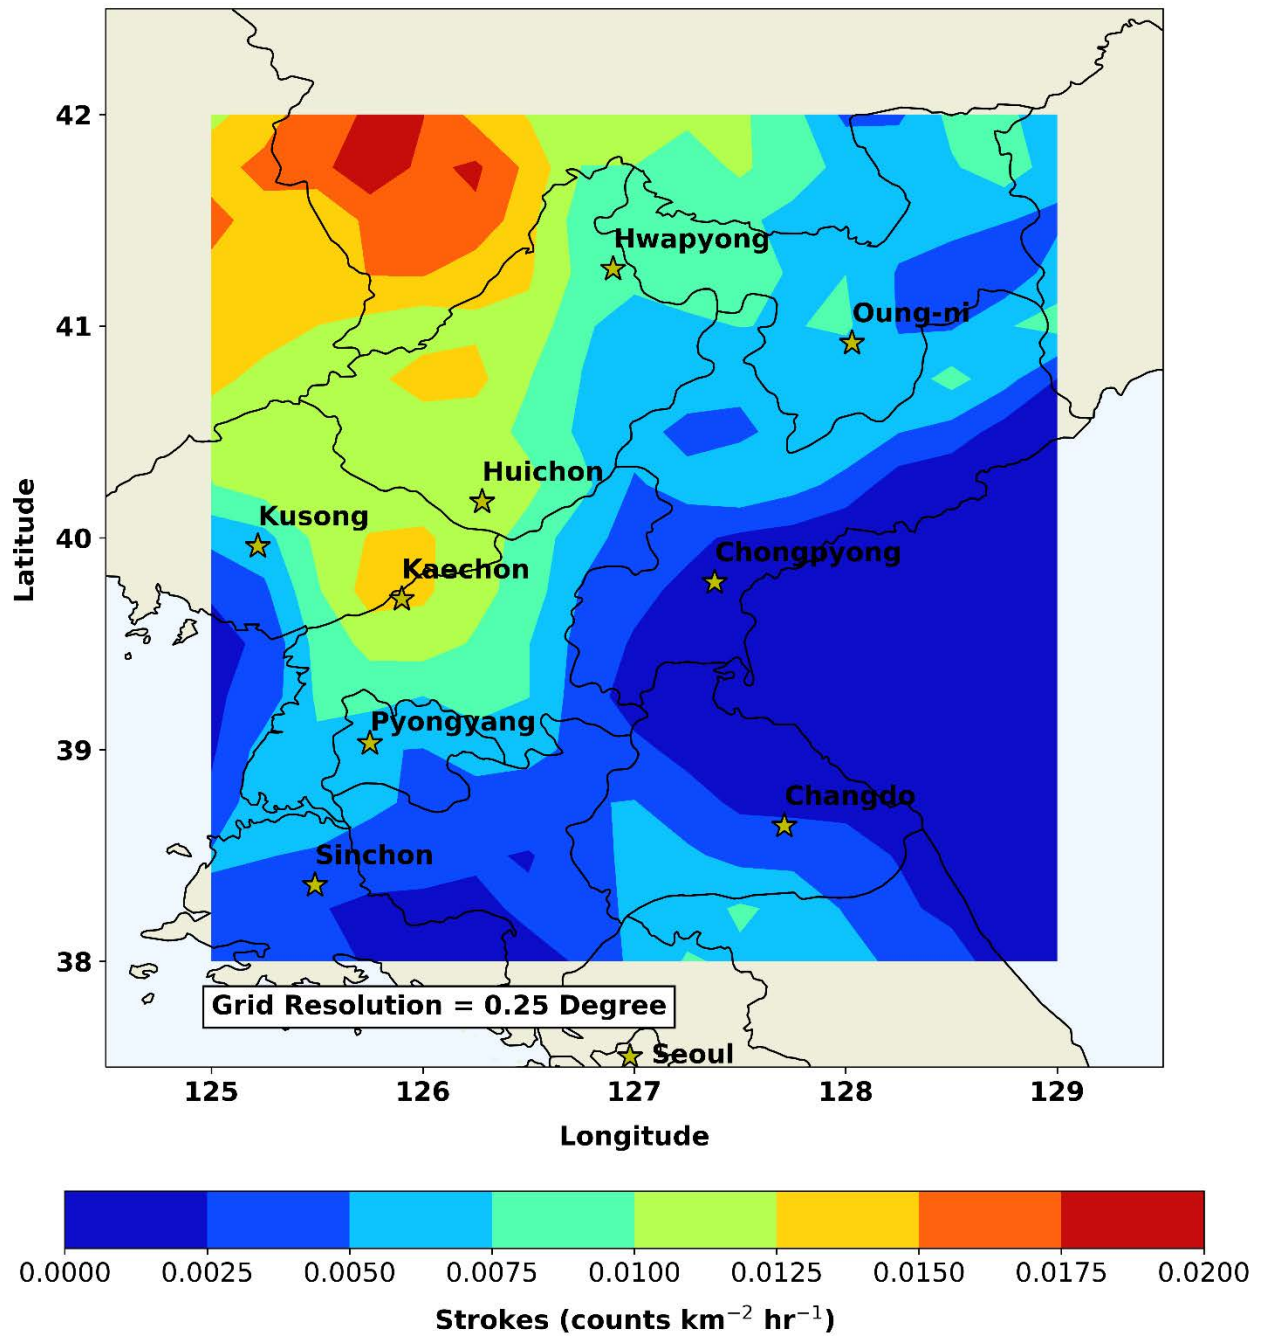 42
Hwapyong
41
Oung-ni
Huichon
Kusong
40
Chongpyong
Kaechon
Latitude
Pyongyang
39
Changdo
Sinchon
38
Grid Resolution = 0.25 Degree
Seoul
125 126 127 128 129
Longitude
0.0000 0.0025 0.0050 0.0075 0.0100 0.0125 0.0150 0.0175 0.0200
Strokes (counts km⁻² hr⁻¹)